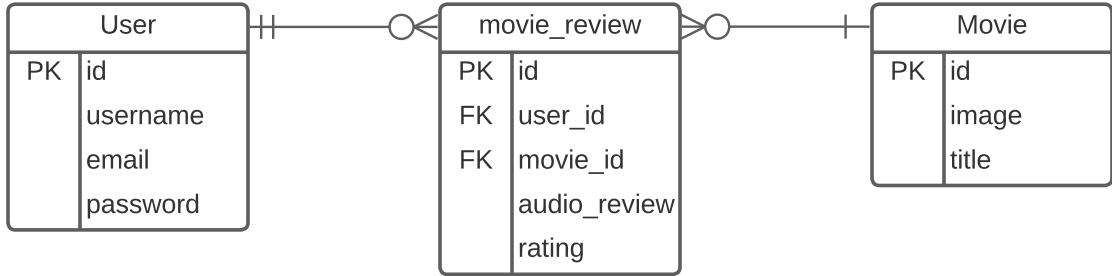 User
PK id
username
email
password
movie_review
PK id
FK user_id
FK movie_id
audio_review
rating
Movie
PK id
image
title